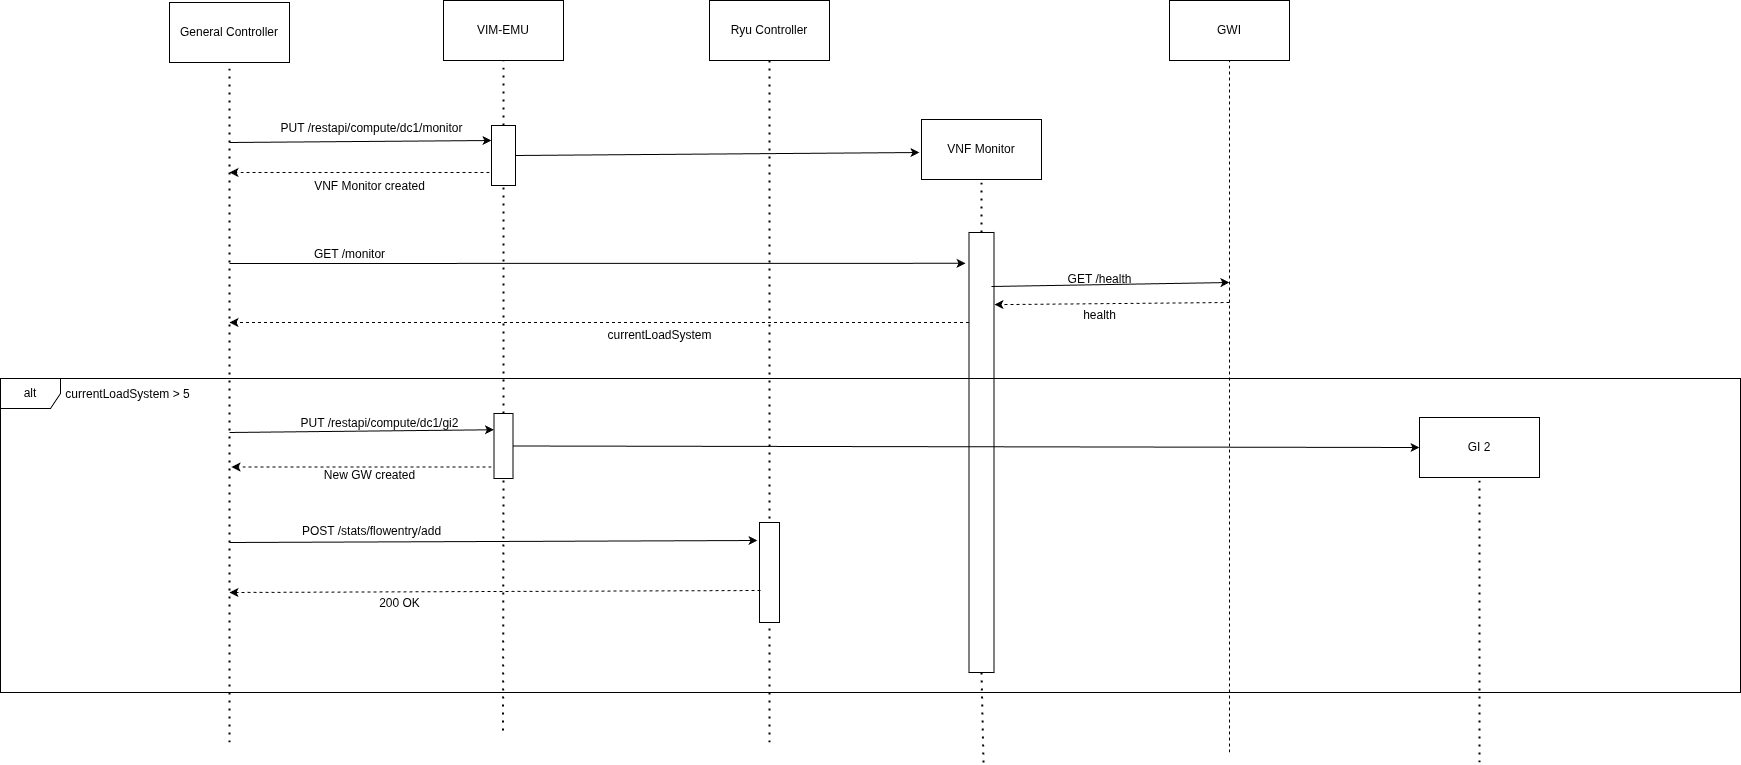 General Controller
VIM-EMU
Ryu Controller
GWI
PUT /restapi/compute/dc1/monitor
VNF Monitor
VNF Monitor created
GET /monitor
GET /health
health
currentLoadSystem
alt
currentLoadSystem > 5
PUT /restapi/compute/dc1/gi2
GI 2
New GW created
POST /stats/flowentry/add
200 OK